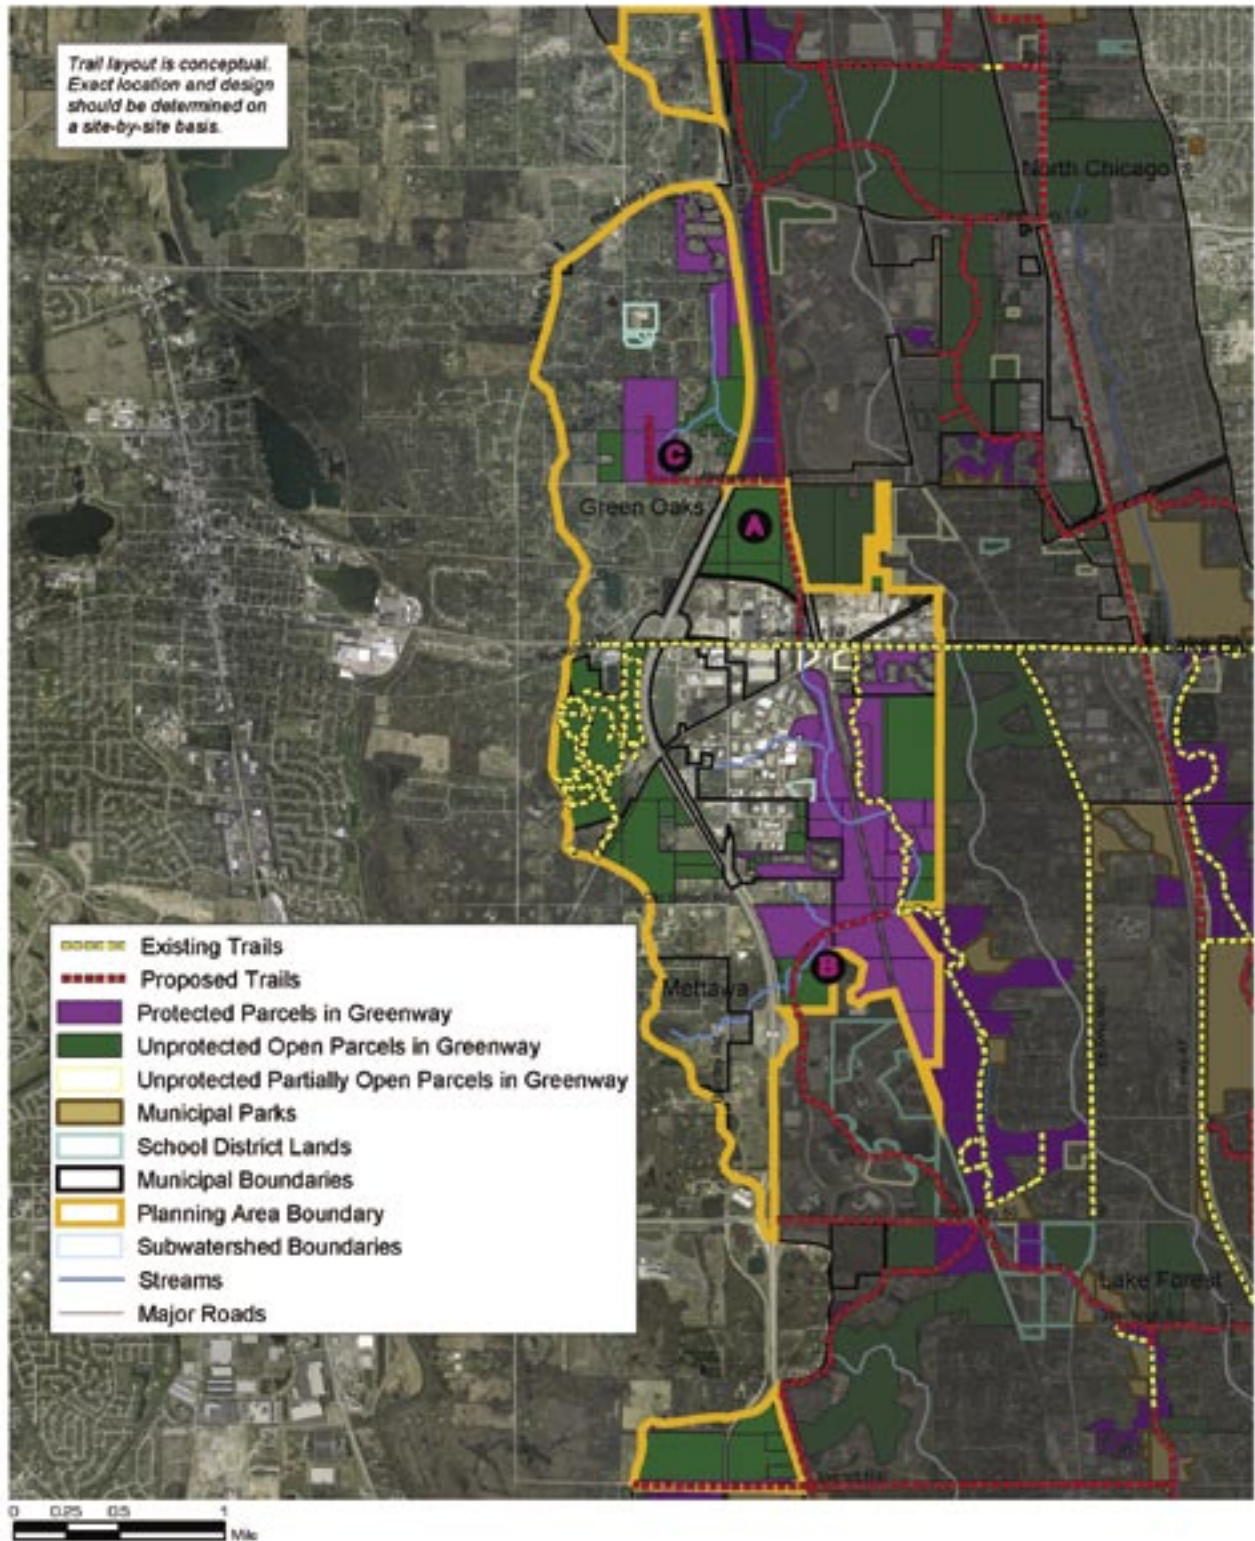 Trail layout is conceptual.
Exact location and design
should be determined on
a site-by-site basis.
North Chicago
C
Green Oaks
A
B
Mettawa
Lake Forest
Existing Trails
Proposed Trails
Protected Parcels in Greenway
Unprotected Open Parcels in Greenway
Unprotected Partially Open Parcels in Greenway
Municipal Parks
School District Lands
Municipal Boundaries
Planning Area Boundary
Subwatershed Boundaries
Streams
Major Roads
0 0.25 0.5 1
Mile